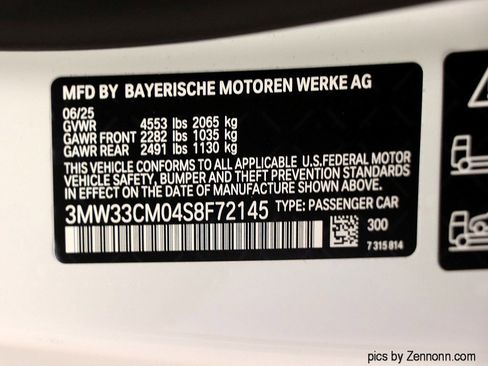 MFD BY BAYERISCHE MOTOREN WERKE AG
06/25
GVWR 4553 lbs 2065 kg
GAWR FRONT 2282 lbs 1035 kg
GAWR REAR 2491 lbs 1130 kg
THIS VEHICLE CONFORMS TO ALL APPLICABLE U.S.FEDERAL MOTOR
VEHICLE SAFETY, BUMPER AND THEFT PREVENTION STANDARDS
IN EFFECT ON THE DATE OF MANUFACTURE SHOWN ABOVE.
3MW33CM04S8F72145 TYPE: PASSENGER CAR
300
7 315 814
pics by Zennonn.com